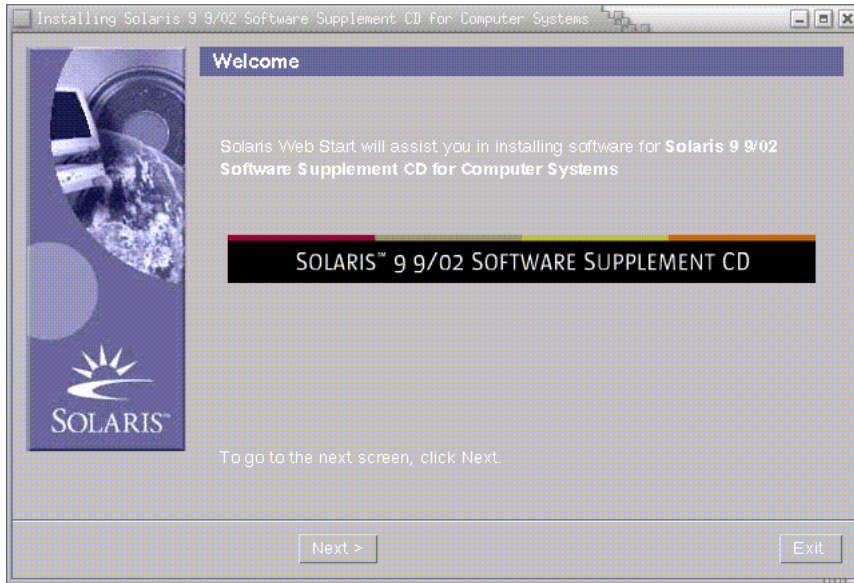 Installing Solaris 9 9/02 Software Supplement CD for Computer Systems
Welcome
Solaris Web Start will assist you in installing software for Solaris 9 9/02
Software Supplement CD for Computer Systems
SOLARIS™ 9 9/02 SOFTWARE SUPPLEMENT CD
SOLARIS™
To go to the next screen, click Next.
Next >
Exit